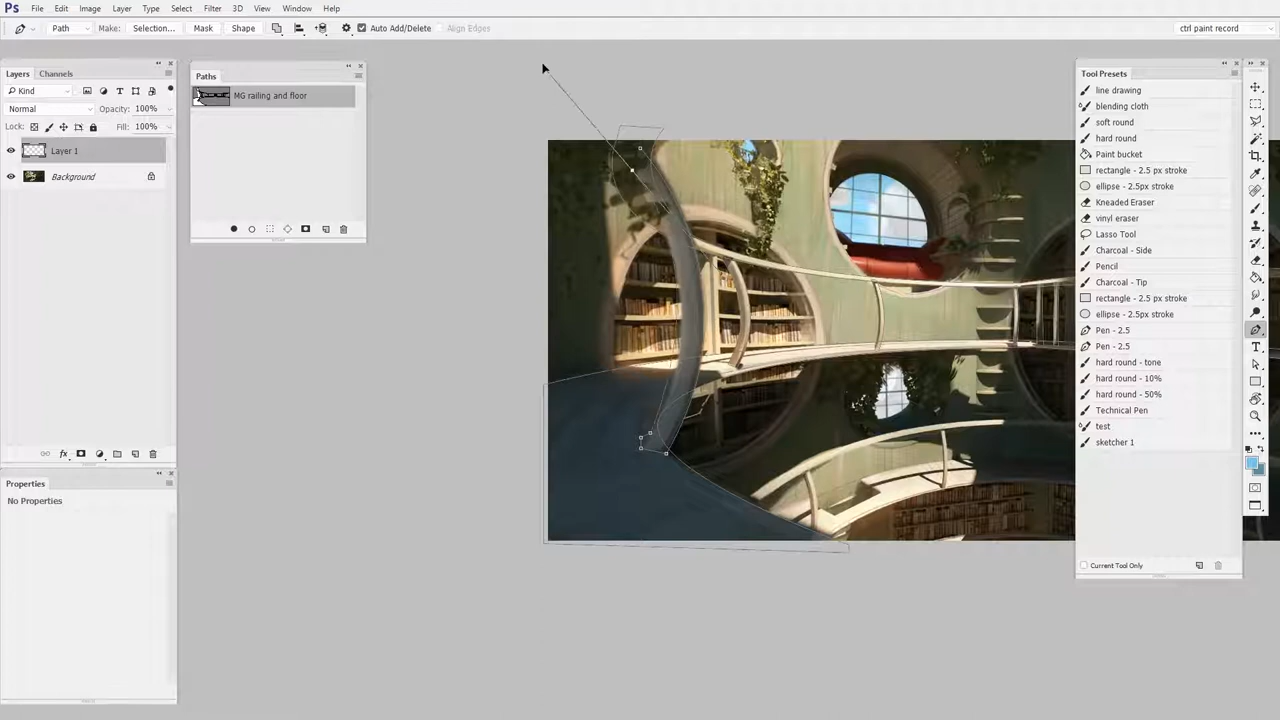 Ps File Edit Image Layer Type Select Filter 3D View Window Help
Path Make: Selection... Mask Shape Auto Add/Delete Align Edges ctrl paint record
Layers Channels
Kind
Normal Opacity: 100%
Lock: Fill: 100%
Layer 1
Background
Properties
No Properties
Paths
MG railing and floor
Tool Presets
line drawing
blending cloth
soft round
hard round
Paint bucket
rectangle - 2.5 px stroke
ellipse - 2.5px stroke
Kneaded Eraser
vinyl eraser
Lasso Tool
Charcoal - Side
Pencil
Charcoal - Tip
rectangle - 2.5 px stroke
ellipse - 2.5px stroke
Pen - 2.5
Pen - 2.5
hard round - tone
hard round - 10%
hard round - 50%
Technical Pen
test
sketcher 1
Current Tool Only